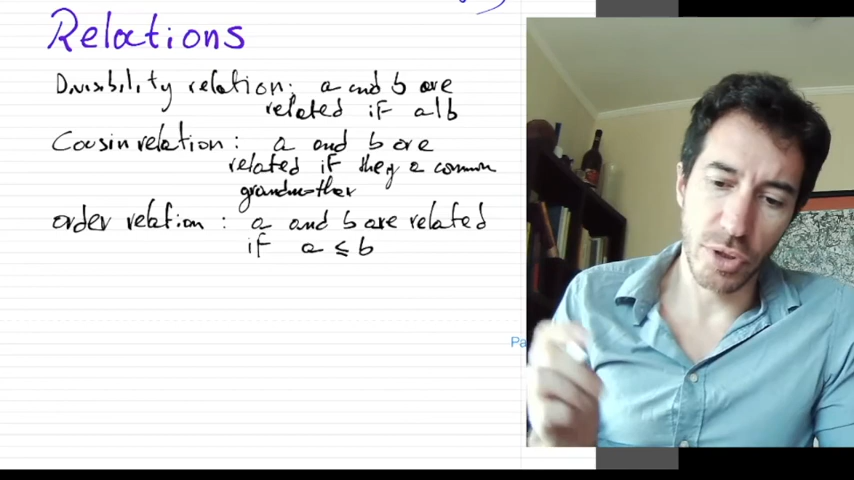 Relations
Divisibility relation: a and b are
related if a|b
Cousin relation: a and b are
related if they a common
grandmother
order relation: a and b are related
if a ≤ b
Pa